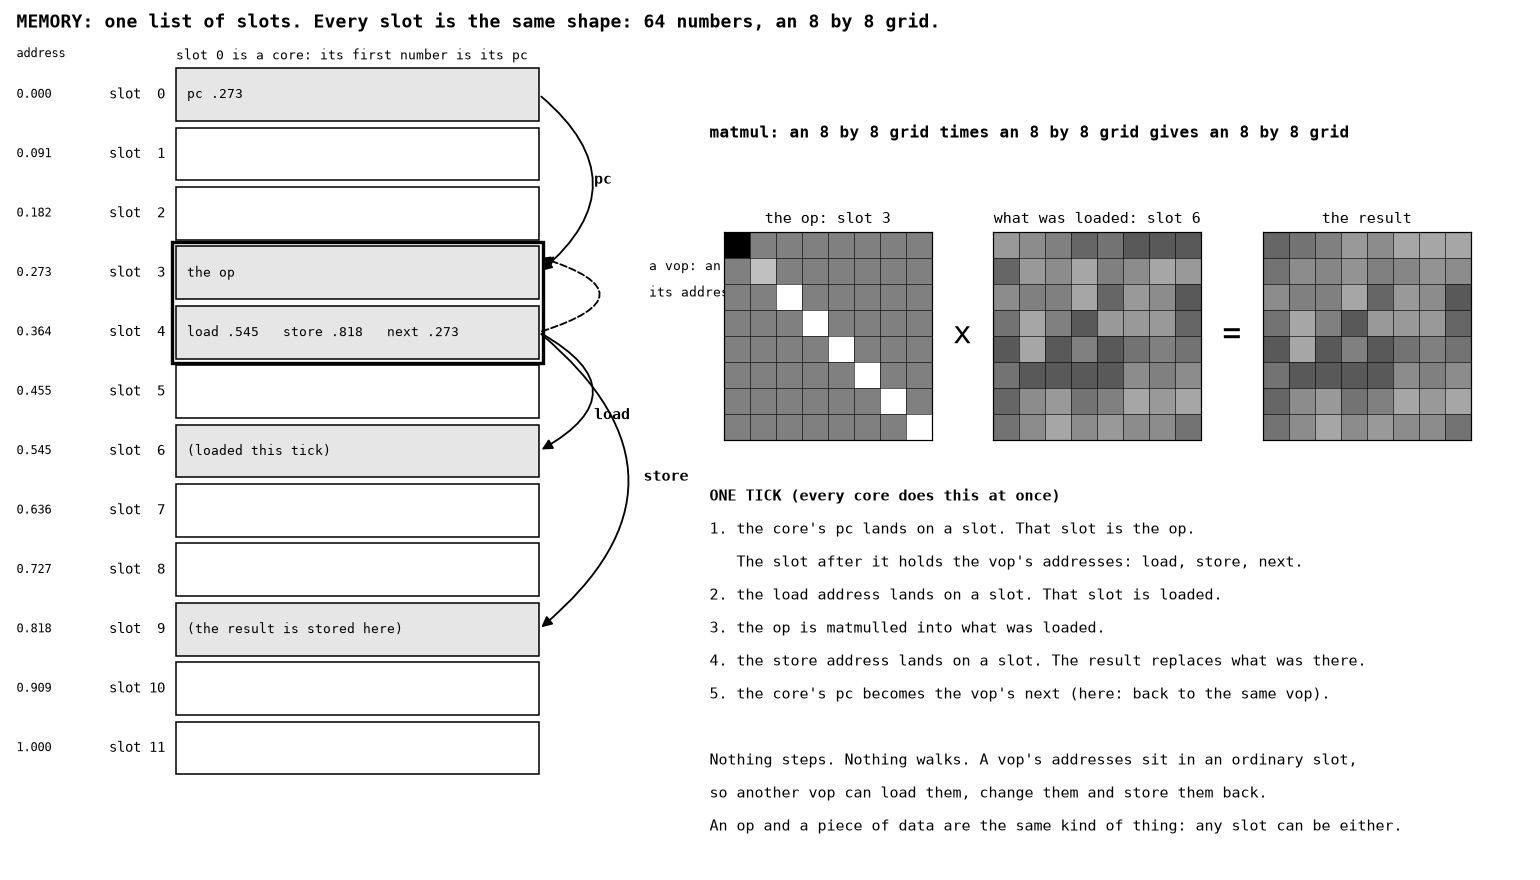 MEMORY: one list of slots. Every slot is the same shape: 64 numbers, an 8 by 8 grid.
address
slot 0 is a core: its first number is its pc
0.000 slot 0 pc .273
0.091 slot 1
0.182 slot 2
0.273 slot 3 the op
0.364 slot 4 load .545 store .818 next .273
0.455 slot 5
0.545 slot 6 (loaded this tick)
0.636 slot 7
0.727 slot 8
0.818 slot 9 (the result is stored here)
0.909 slot 10
1.000 slot 11
pc
load
store
a vop: an
its
matmul: an 8 by 8 grid times an 8 by 8 grid gives an 8 by 8 grid
the op: slot 3
what was loaded: slot 6
the result
x
=
ONE TICK (every core does this at once)
1. the core's pc lands on a slot. That slot is the op.
The slot after it holds the vop's addresses: load, store, next.
2. the load address lands on a slot. That slot is loaded.
3. the op is matmulled into what was loaded.
4. the store address lands on a slot. The result replaces what was there.
5. the core's pc becomes the vop's next (here: back to the same vop).
Nothing steps. Nothing walks. A vop's addresses sit in an ordinary slot,
so another vop can load them, change them and store them back.
An op and a piece of data are the same kind of thing: any slot can be either.